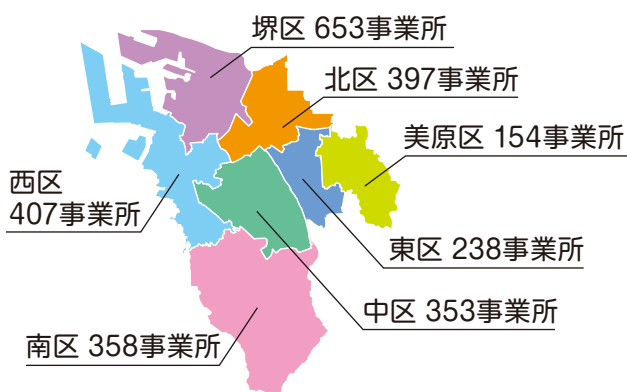 堺区 653事業所
北区 397事業所
美原区 154事業所
西区
407事業所
東区 238事業所
中区 353事業所
南区 358事業所